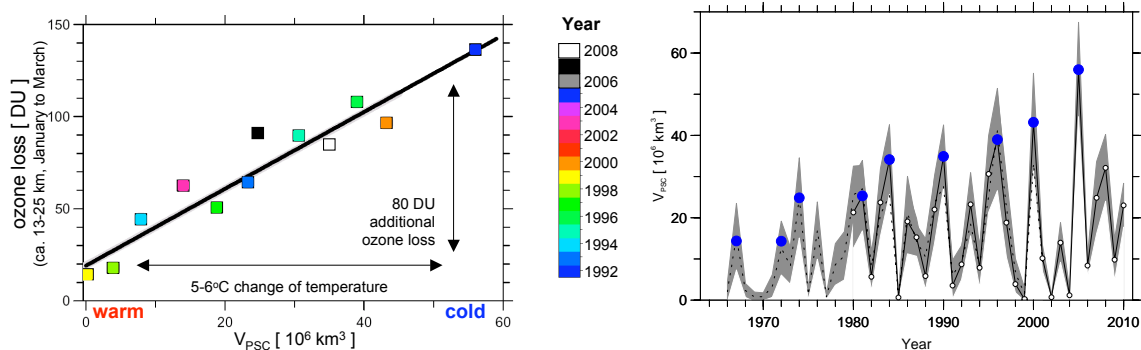 150
100
50
0
ozone loss [ DU ]
(ca. 13-25 km, January to March)
80 DU
additional
ozone loss
5-6°C change of temperature
0
20
40
60
warm
cold
V_PSC [ 10⁶ km³ ]
Year
2008
2006
2004
2002
2000
1998
1996
1994
1992
60
40
20
0
V_PSC [10⁶ km³ ]
1970
1980
1990
2000
2010
Year